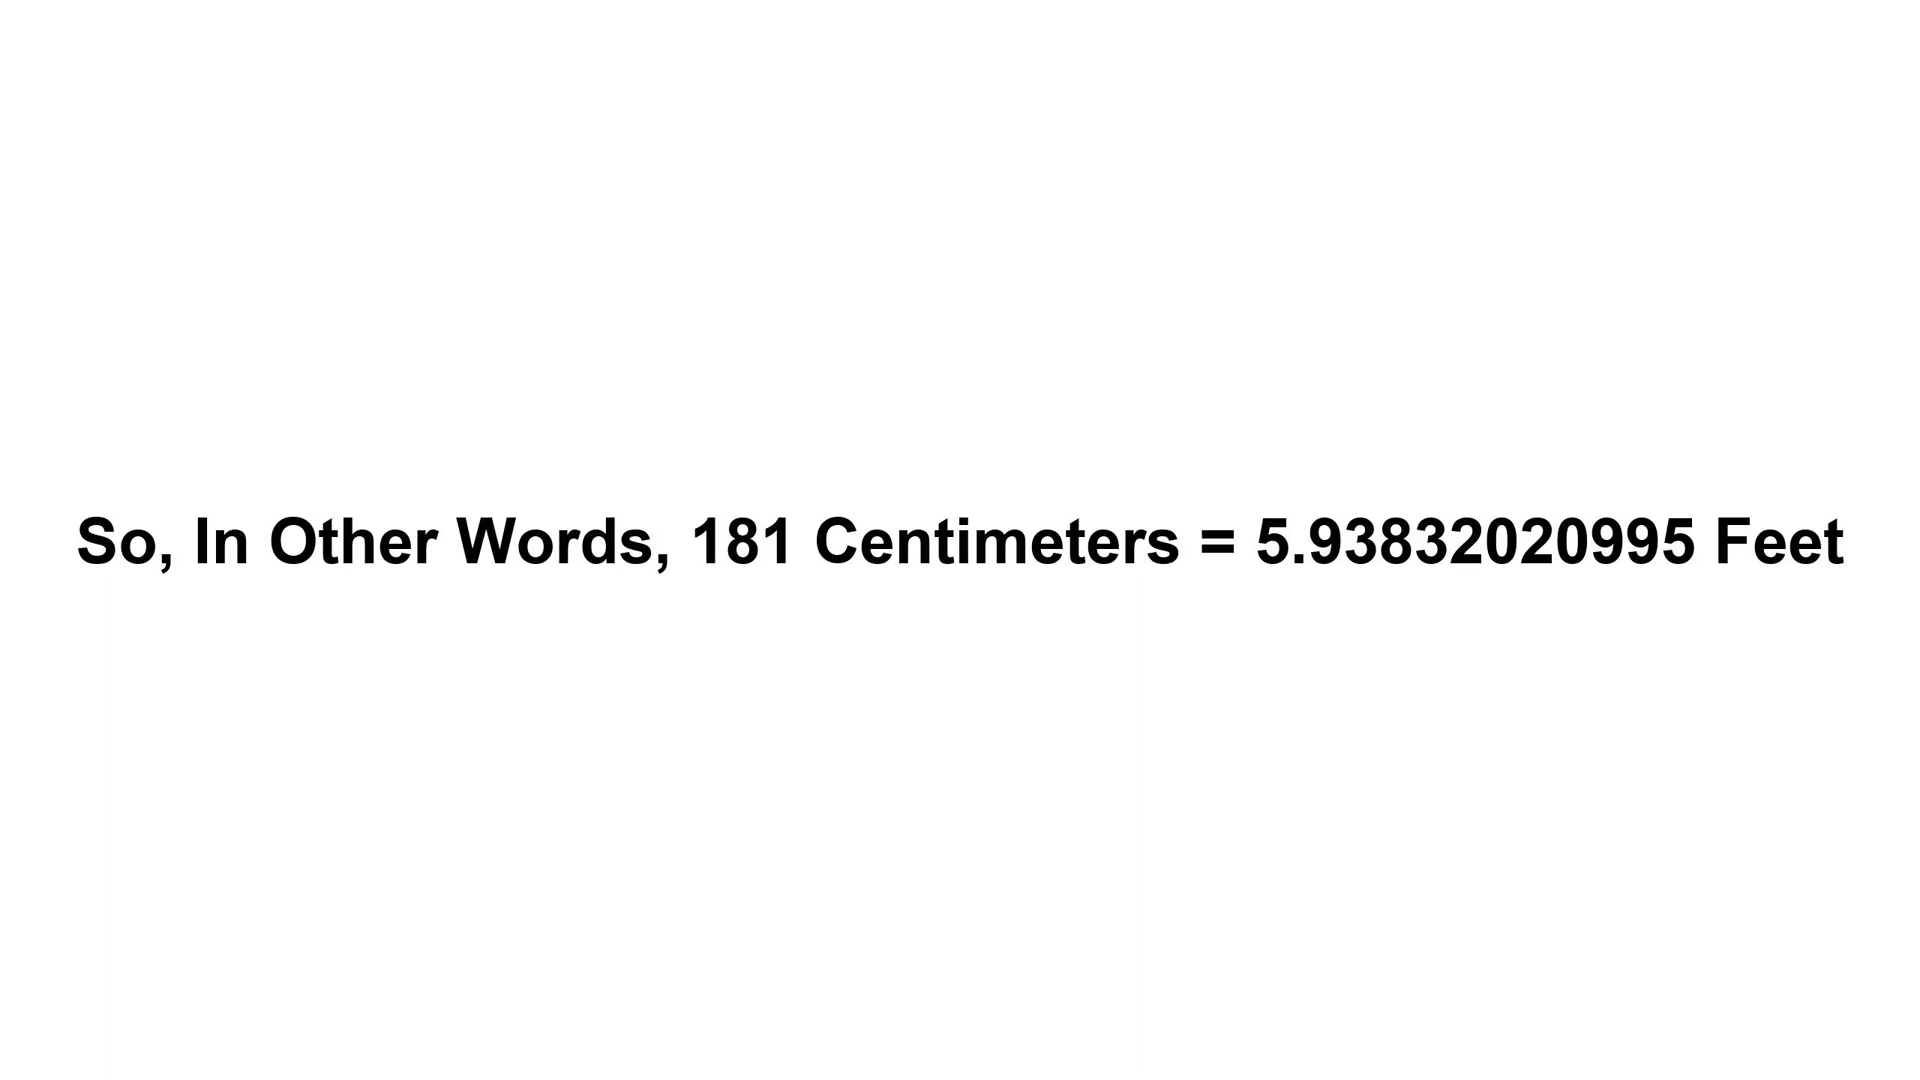 So, In Other Words, 181 Centimeters = 5.93832020995 Feet